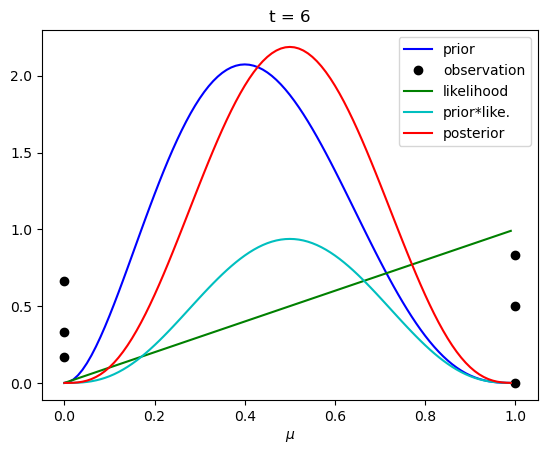 t = 6
prior
observation
likelihood
prior*like.
posterior
2.0
1.5
1.0
0.5
0.0
0.0 0.2 0.4 0.6 0.8 1.0
μ